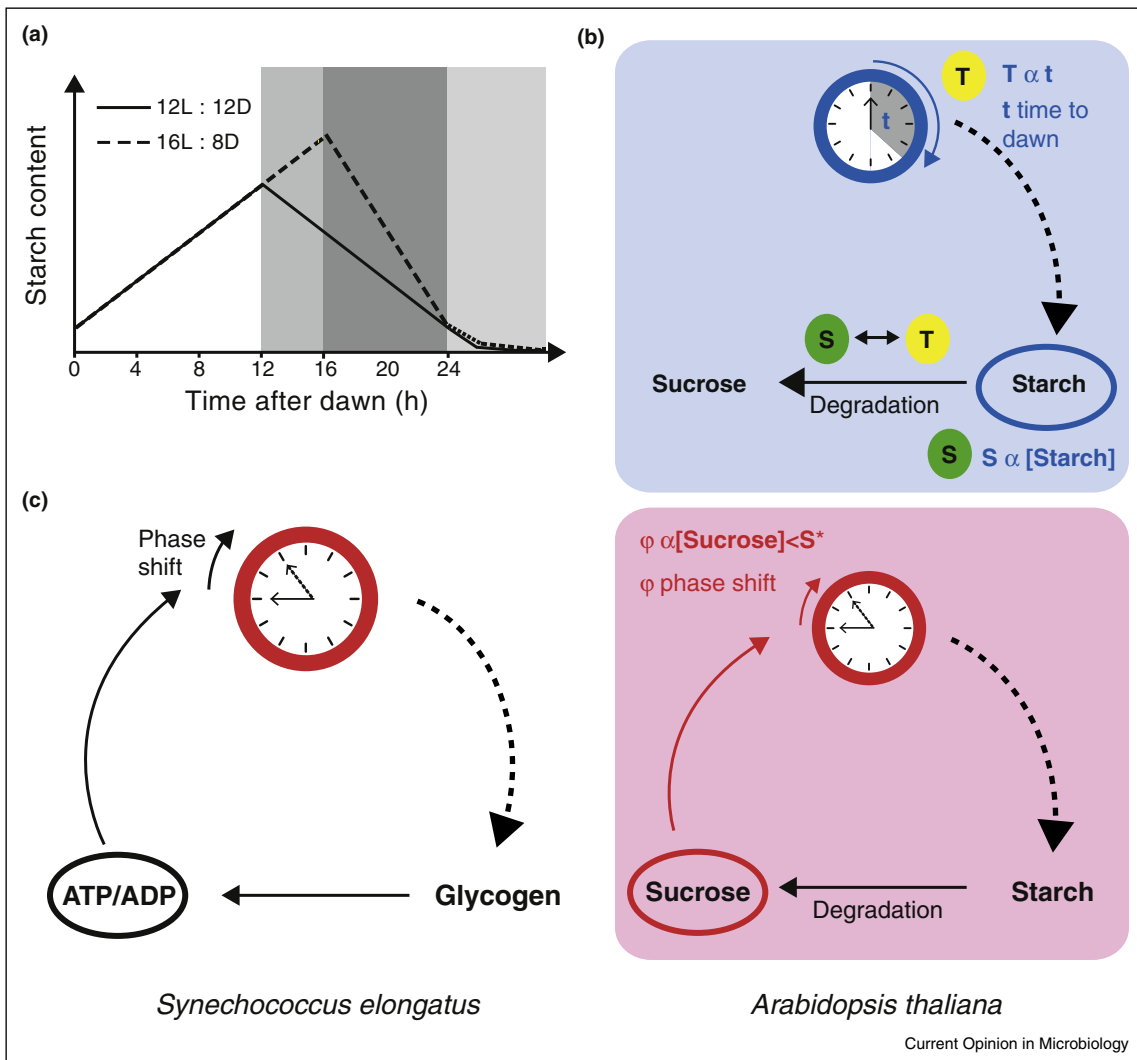 (a)
12L : 12D
16L : 8D
Starch content
0
4
8
12
16
20
24
Time after dawn (h)
(b)
T
T α t
t time to
dawn
t
S
T
Sucrose
Degradation
Starch
S
S α [Starch]
(c)
Phase
shift
ATP/ADP
Glycogen
Synechococcus elongatus
φ α[Sucrose]<S*
φ phase shift
Sucrose
Degradation
Starch
Arabidopsis thaliana
Current Opinion in Microbiology